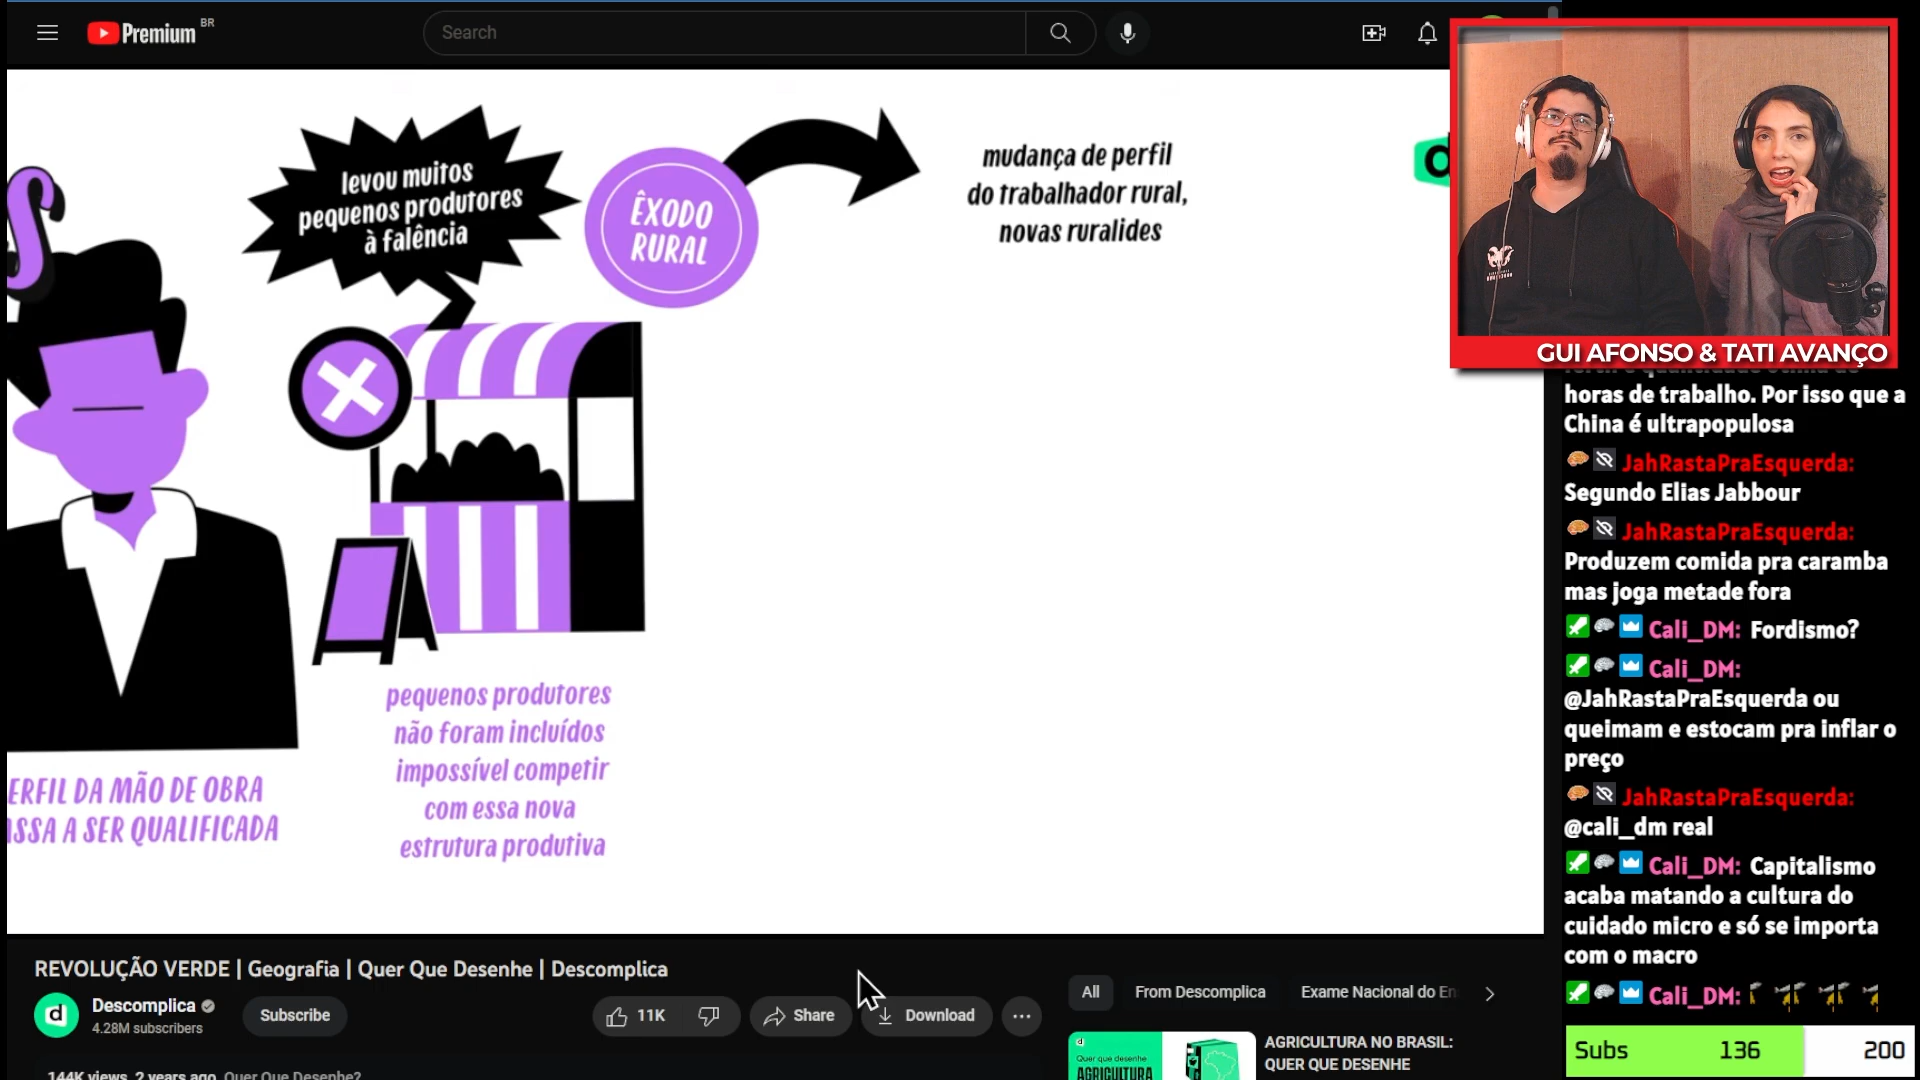 Premium BR
Search
levou muitos
pequenos produtores
à falência
ÊXODO
RURAL
mudança de perfil
do trabalhador rural,
novas ruralides
ERFIL DA MÃO DE OBRA
ASSA A SER QUALIFICADA
pequenos produtores
não foram incluídos
impossível competir
com essa nova
estrutura produtiva
GUI AFONSO & TATI AVANÇO
horas de trabalho. Por isso que a
China é ultrapopulosa
JahRastaPraEsquerda:
Segundo Elias Jabbour
JahRastaPraEsquerda:
Produzem comida pra caramba
mas joga metade fora
Cali_DM: Fordismo?
Cali_DM:
@JahRastaPraEsquerda ou
queimam e estocam pra inflar o
preço
JahRastaPraEsquerda:
@cali_dm real
Cali_DM: Capitalismo
acaba matando a cultura do
cuidado micro e só se importa
com o macro
Cali_DM:
Subs 136 200
REVOLUÇÃO VERDE | Geografia | Quer Que Desenhe | Descomplica
Descomplica
4.28M subscribers
Subscribe
11K
Share
Download
All
From Descomplica
Exame Nacional do En
144K views 2 years ago Quer Que Desenhe?
Quer que desenhe
AGRICULTURA
AGRICULTURA NO BRASIL:
QUER QUE DESENHE